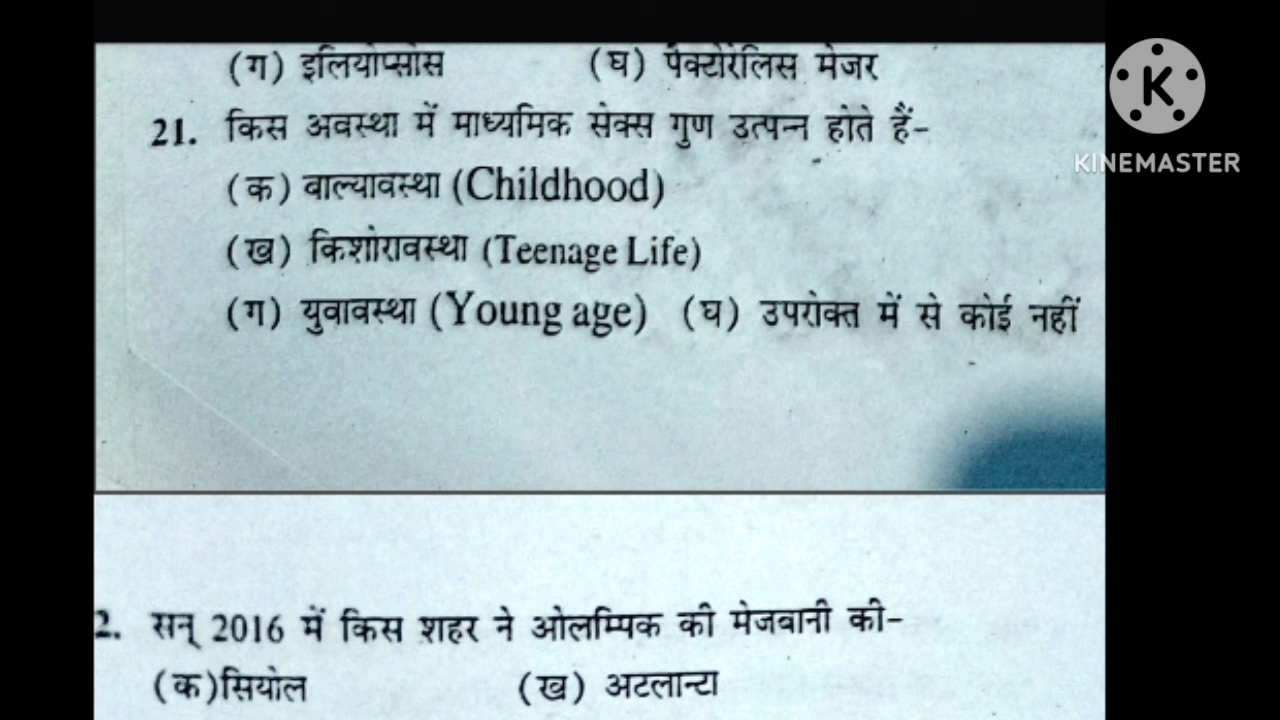 (ग) इलियोप्सोस (घ) पेक्टोरेलिस मेजर
21. किस अवस्था में माध्यमिक सेक्स गुण उत्पन्न होते हैं-
(क) बाल्यावस्था (Childhood)
(ख) किशोरावस्था (Teenage Life)
(ग) युवावस्था (Young age) (घ) उपरोक्त में से कोई नहीं
2. सन् 2016 में किस शहर ने ओलम्पिक की मेजबानी की-
(क)सियोल (ख) अटलान्टा
KINEMASTER